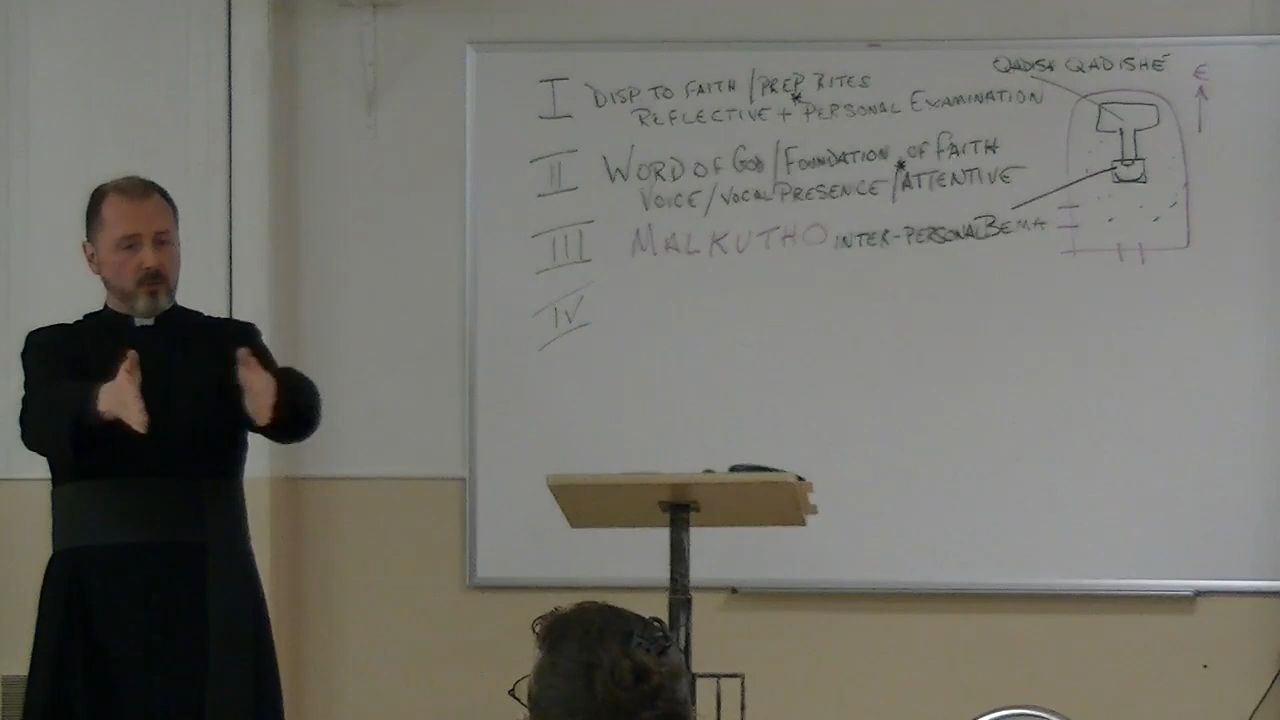 I DISP TO FAITH / PREP RITES
REFLECTIVE + * PERSONAL EXAMINATION
II WORD OF GOD / FOUNDATION OF FAITH
VOICE / VOCAL PRESENCE / * ATTENTIVE
III MALKUTHO INTER-PERSONAL
IV
QADISH QADISHE
E
BEMA